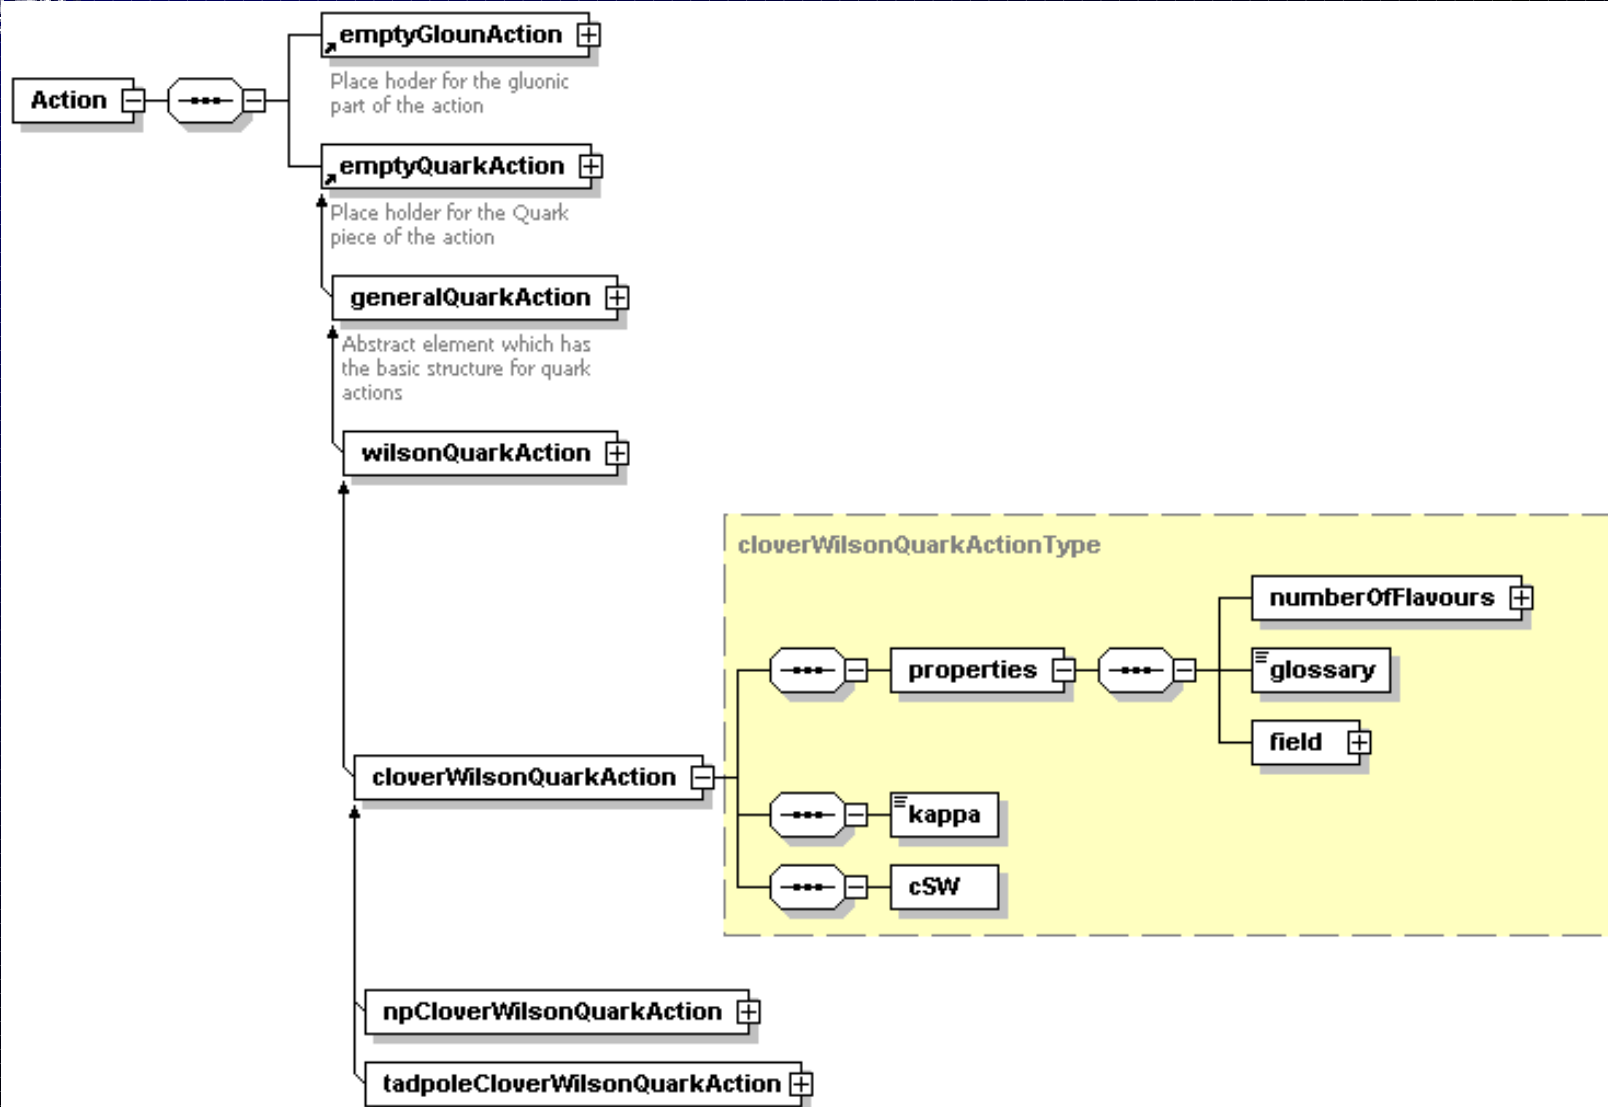 emptyGlounAction
Place hoder for the gluonic
part of the action
Action
emptyQuarkAction
Place holder for the Quark
piece of the action
generalQuarkAction
Abstract element which has
the basic structure for quark
actions
wilsonQuarkAction
cloverWilsonQuarkActionType
numberOfFlavours
properties
glossary
field
cloverWilsonQuarkAction
kappa
cSW
npCloverWilsonQuarkAction
tadpoleCloverWilsonQuarkAction